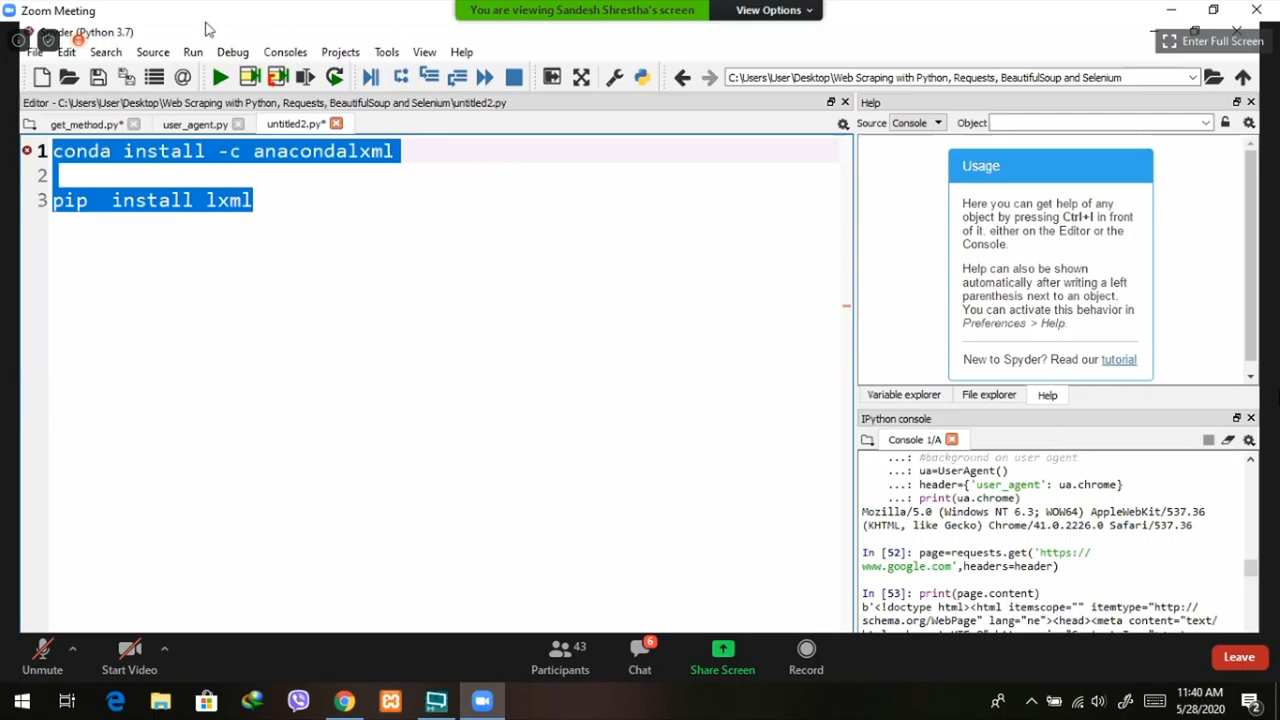 Zoom Meeting
You are viewing Sandesh Shrestha's screen
View Options
(Python 3.7)
Enter Full Screen
File Edit Search Source Run Debug Consoles Projects Tools View Help
C:\Users\User\Desktop\Web Scraping with Python, Requests, BeautifulSoup and Selenium
Editor - C:\Users\User\Desktop\Web Scraping with Python, Requests, BeautifulSoup and Selenium\untitled2.py
Help
get_method.py*
user_agent.py
untitled2.py*
Source
Console
Object
1 conda install -c anacondalxml
2
3 pip  install lxml
Usage
Here you can get help of any
object by pressing Ctrl+I in front
of it, either on the Editor or the
Console.
Help can also be shown
automatically after writing a left
parenthesis next to an object.
You can activate this behavior in
Preferences > Help.
New to Spyder? Read our tutorial
Variable explorer
File explorer
Help
IPython console
Console 1/A
...: #background on user agent
...: ua=UserAgent()
...: header={'user_agent': ua.chrome}
...: print(ua.chrome)
Mozilla/5.0 (Windows NT 6.3; WOW64) AppleWebKit/537.36
(KHTML, like Gecko) Chrome/41.0.2226.0 Safari/537.36
In [52]: page=requests.get('https://
www.google.com',headers=header)
In [53]: print(page.content)
b'<!doctype html><html itemscope="" itemtype="http://
schema.org/WebPage" lang="ne"><head><meta content="text/
Unmute
Start Video
43
Participants
6
Chat
Share Screen
Record
Leave
11:40 AM
5/28/2020
2